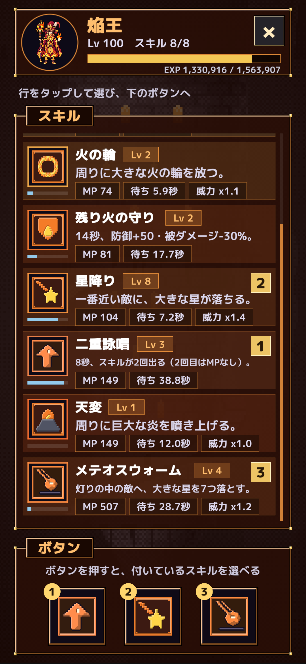 焰王
Lv 100 スキル 8/8
EXP 1,330,916 / 1,563,907
行をタップして選び、下のボタンへ
スキル
火の輪 Lv 2
周りに大きな火の輪を放つ。
MP 74 待ち 5.9秒 威力 x1.1
残り火の守り Lv 2
14秒、防御+50・被ダメージ-30%。
MP 81 待ち 17.7秒
星降り Lv 8 2
一番近い敵に、大きな星が落ちる。
MP 104 待ち 7.2秒 威力 x1.4
二重詠唱 Lv 3 1
8秒、スキルが2回出る（2回目はMPなし）。
MP 149 待ち 38.8秒
天変 Lv 1
周りに巨大な炎を噴き上げる。
MP 149 待ち 12.0秒 威力 x1.0
メテオスウォーム Lv 4 3
灯りの中の敵へ、大きな星を7つ落とす。
MP 507 待ち 28.7秒 威力 x1.2
ボタン
ボタンを押すと、付いているスキルを選べる
1 2 3